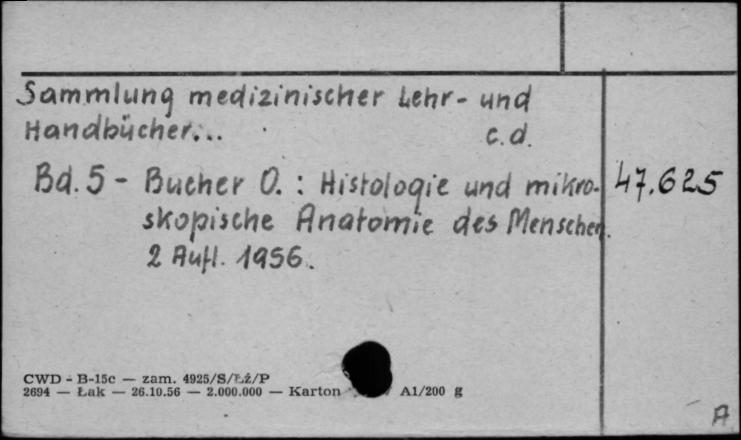 Sammlung medizinischer Lehr- und
Handbücher... c.d.
Bd. 5 - Bucher O. : Histologie und mikro- 47.625
skopische Anatomie des Menschen.
2 Aufl. 1956.
CWD - B-15c — zam. 4925/S/Łż/P
2694 — Łak — 26.10.56 — 2.000.000 — Karton A1/200 g
A